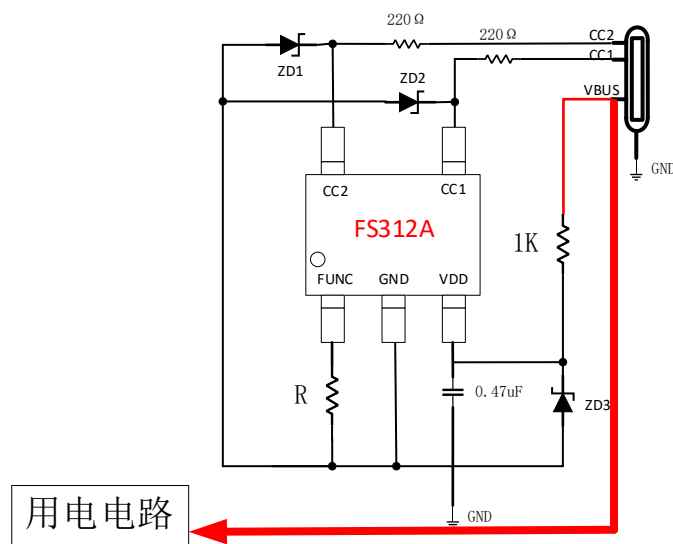 220Ω
220Ω
CC2
CC1
ZD1
ZD2
VBUS
GND
CC2
CC1
FS312A
1K
FUNC
GND
VDD
R
0.47uF
ZD3
用电电路
GND